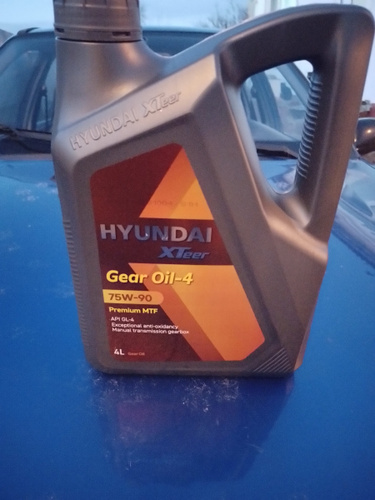 HYUNDAI XTeer
HYUNDAI
XTeer
Gear Oil-4
75W-90
Premium MTF
API GL-4
Exceptional anti-oxidancy
Manual transmission gearbox
4L